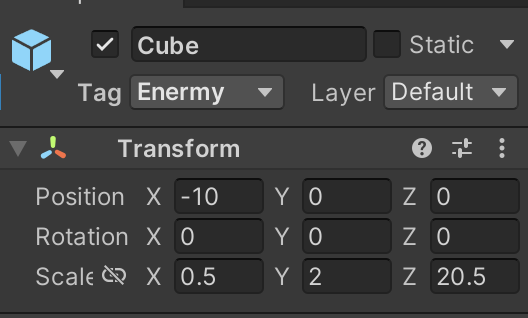 Cube
Static
Tag Enermy Layer Default
Transform
Position X -10 Y 0 Z 0
Rotation X 0 Y 0 Z 0
Scale X 0.5 Y 2 Z 20.5